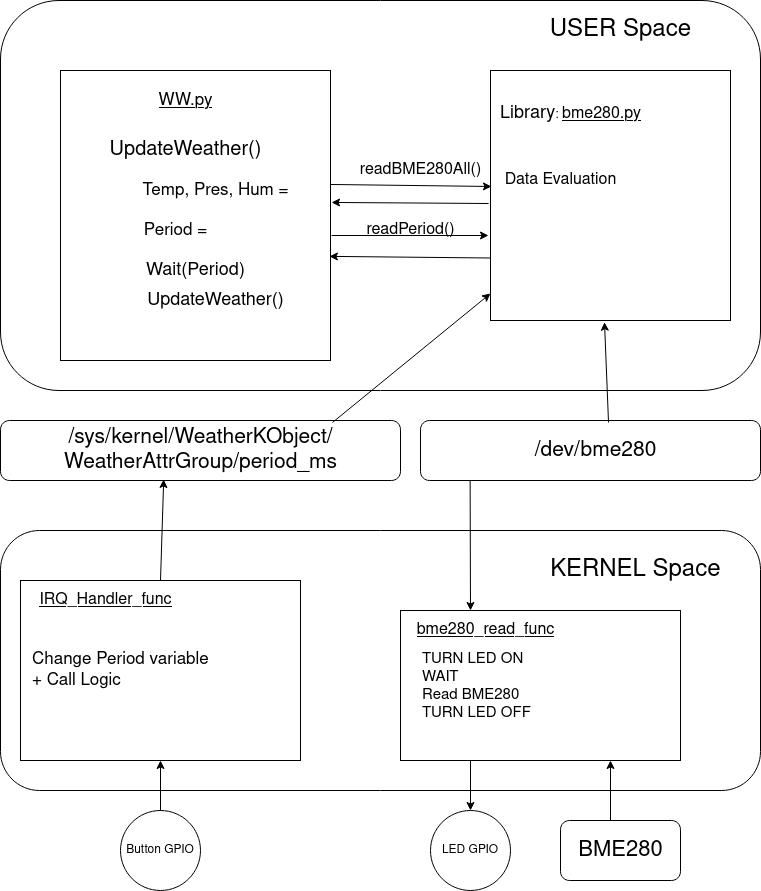 USER Space
WW.py
UpdateWeather()
Temp, Pres, Hum =
Period =
Wait(Period)
UpdateWeather()
readBME280All()
readPeriod()
Library: bme280.py
Data Evaluation
/sys/kernel/WeatherKObject/
WeatherAttrGroup/period_ms
/dev/bme280
KERNEL Space
IRQ_Handler_func
Change Period variable
+ Call Logic
bme280_read_func
TURN LED ON
WAIT
Read BME280
TURN LED OFF
Button GPIO
LED GPIO
BME280